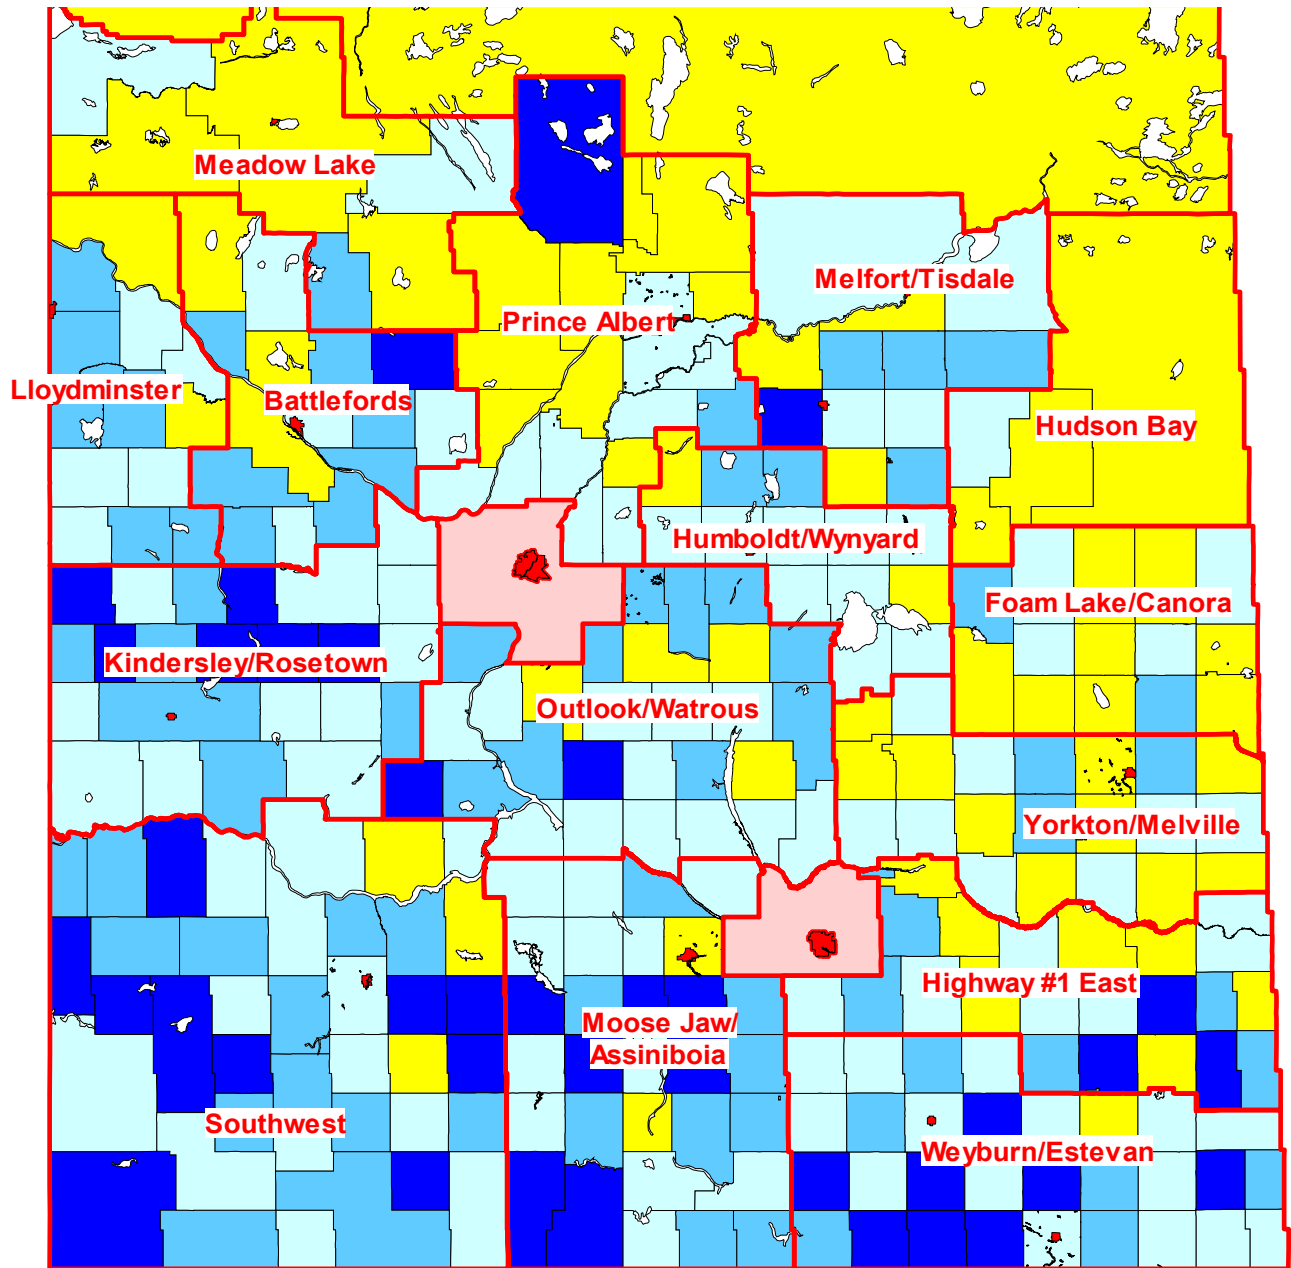 Meadow Lake
Melfort/Tisdale
Prince Albert
Lloydminster
Battlefords
Hudson Bay
Humboldt/Wynyard
Foam Lake/Canora
Kindersley/Rosetown
Outlook/Watrous
Yorkton/Melville
Highway #1 East
Moose Jaw/
Assiniboia
Southwest
Weyburn/Estevan